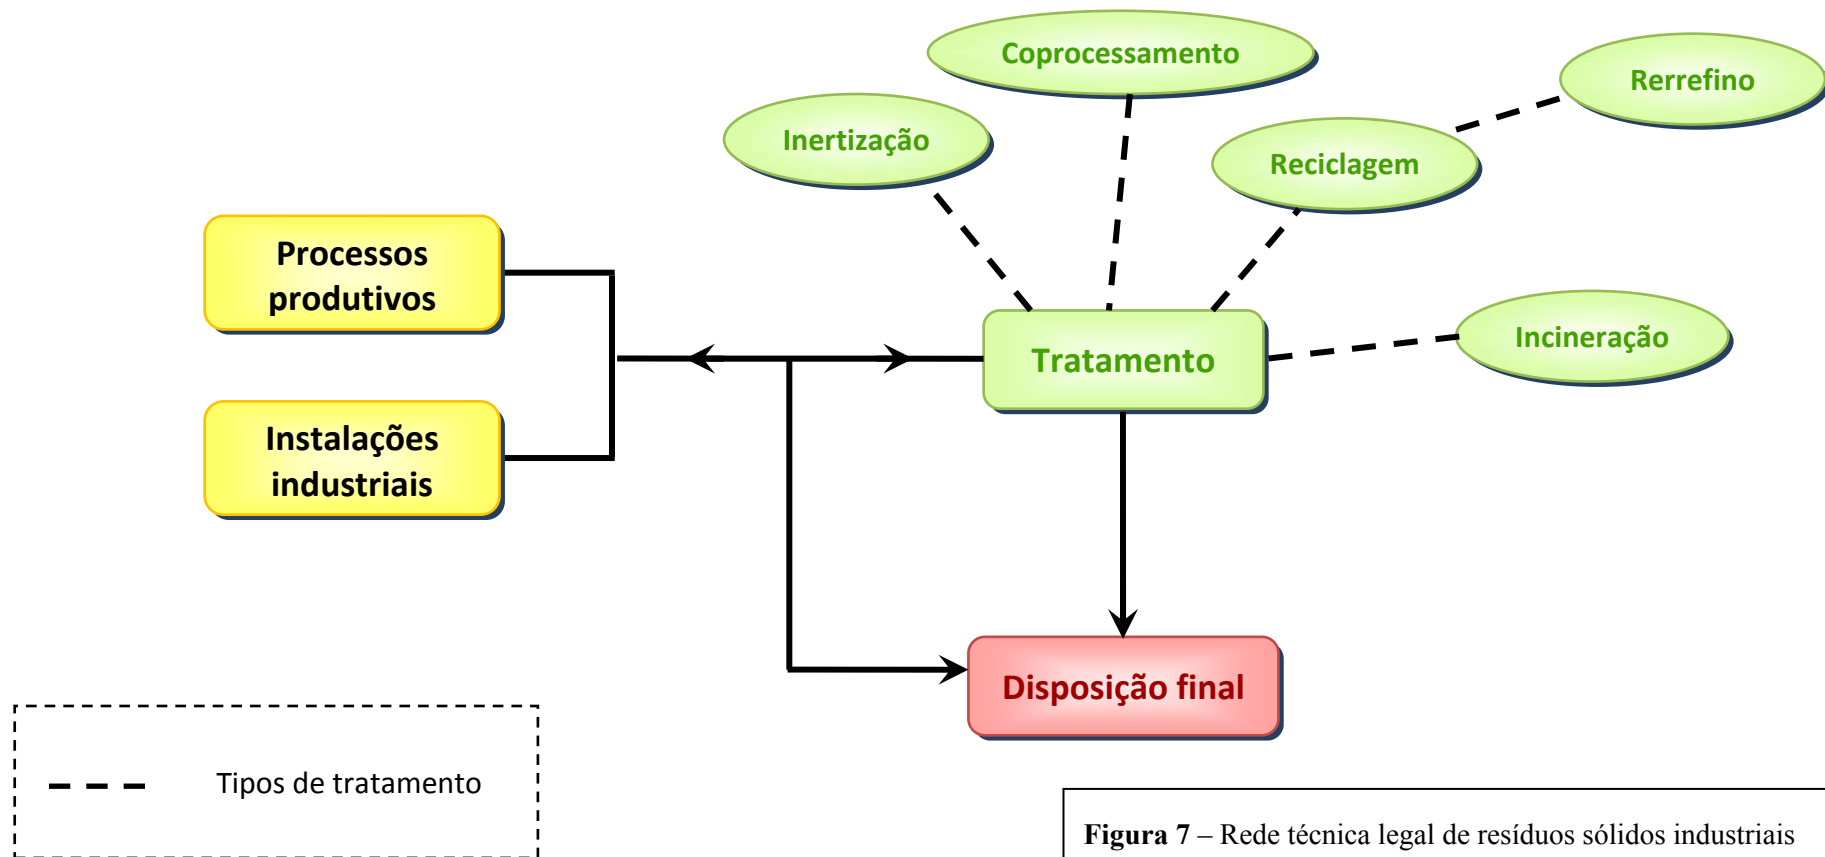 Coprocessamento
Rerrefino
Inertização
Reciclagem
Processos
produtivos
Incineração
Tratamento
Instalações
industriais
Disposição final
Tipos de tratamento
Figura 7 – Rede técnica legal de resíduos sólidos industriais